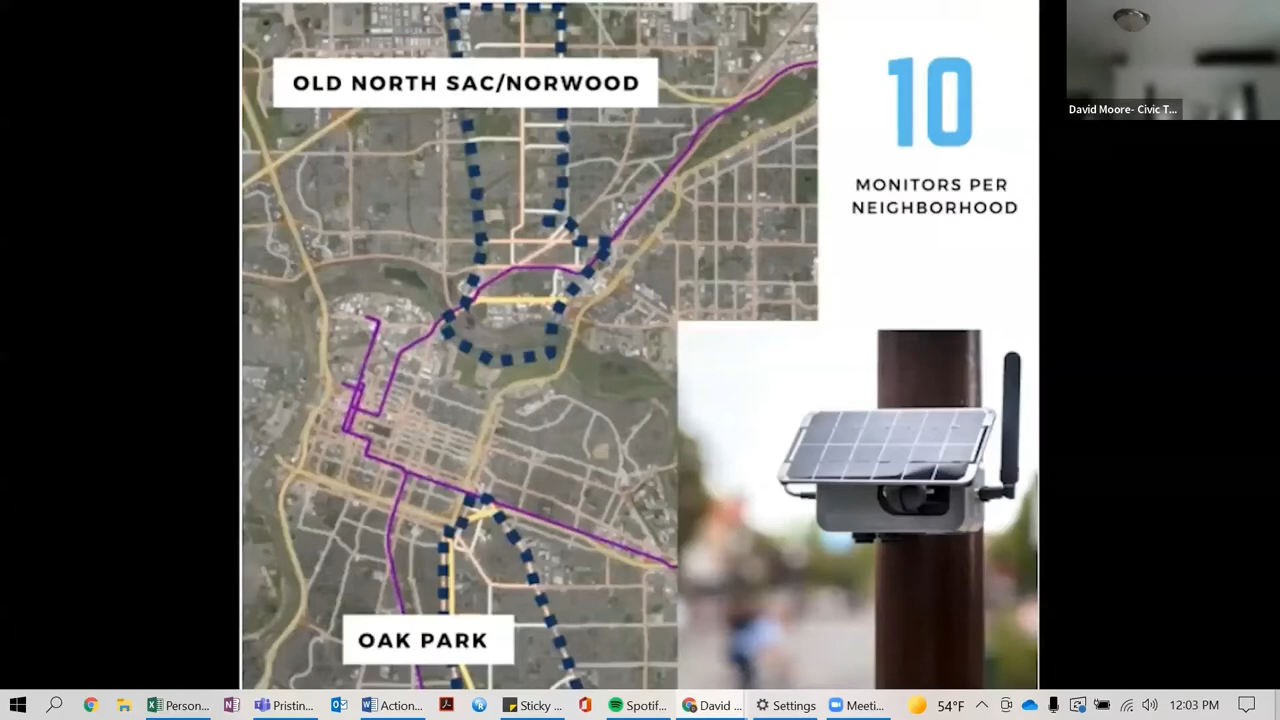 OLD NORTH SAC/NORWOOD
10
MONITORS PER
NEIGHBORHOOD
David Moore- Civic T...
OAK PARK
Person...
Pristin...
Action...
Sticky ...
Spotif...
David ...
Settings
Meeti...
54°F
12:03 PM